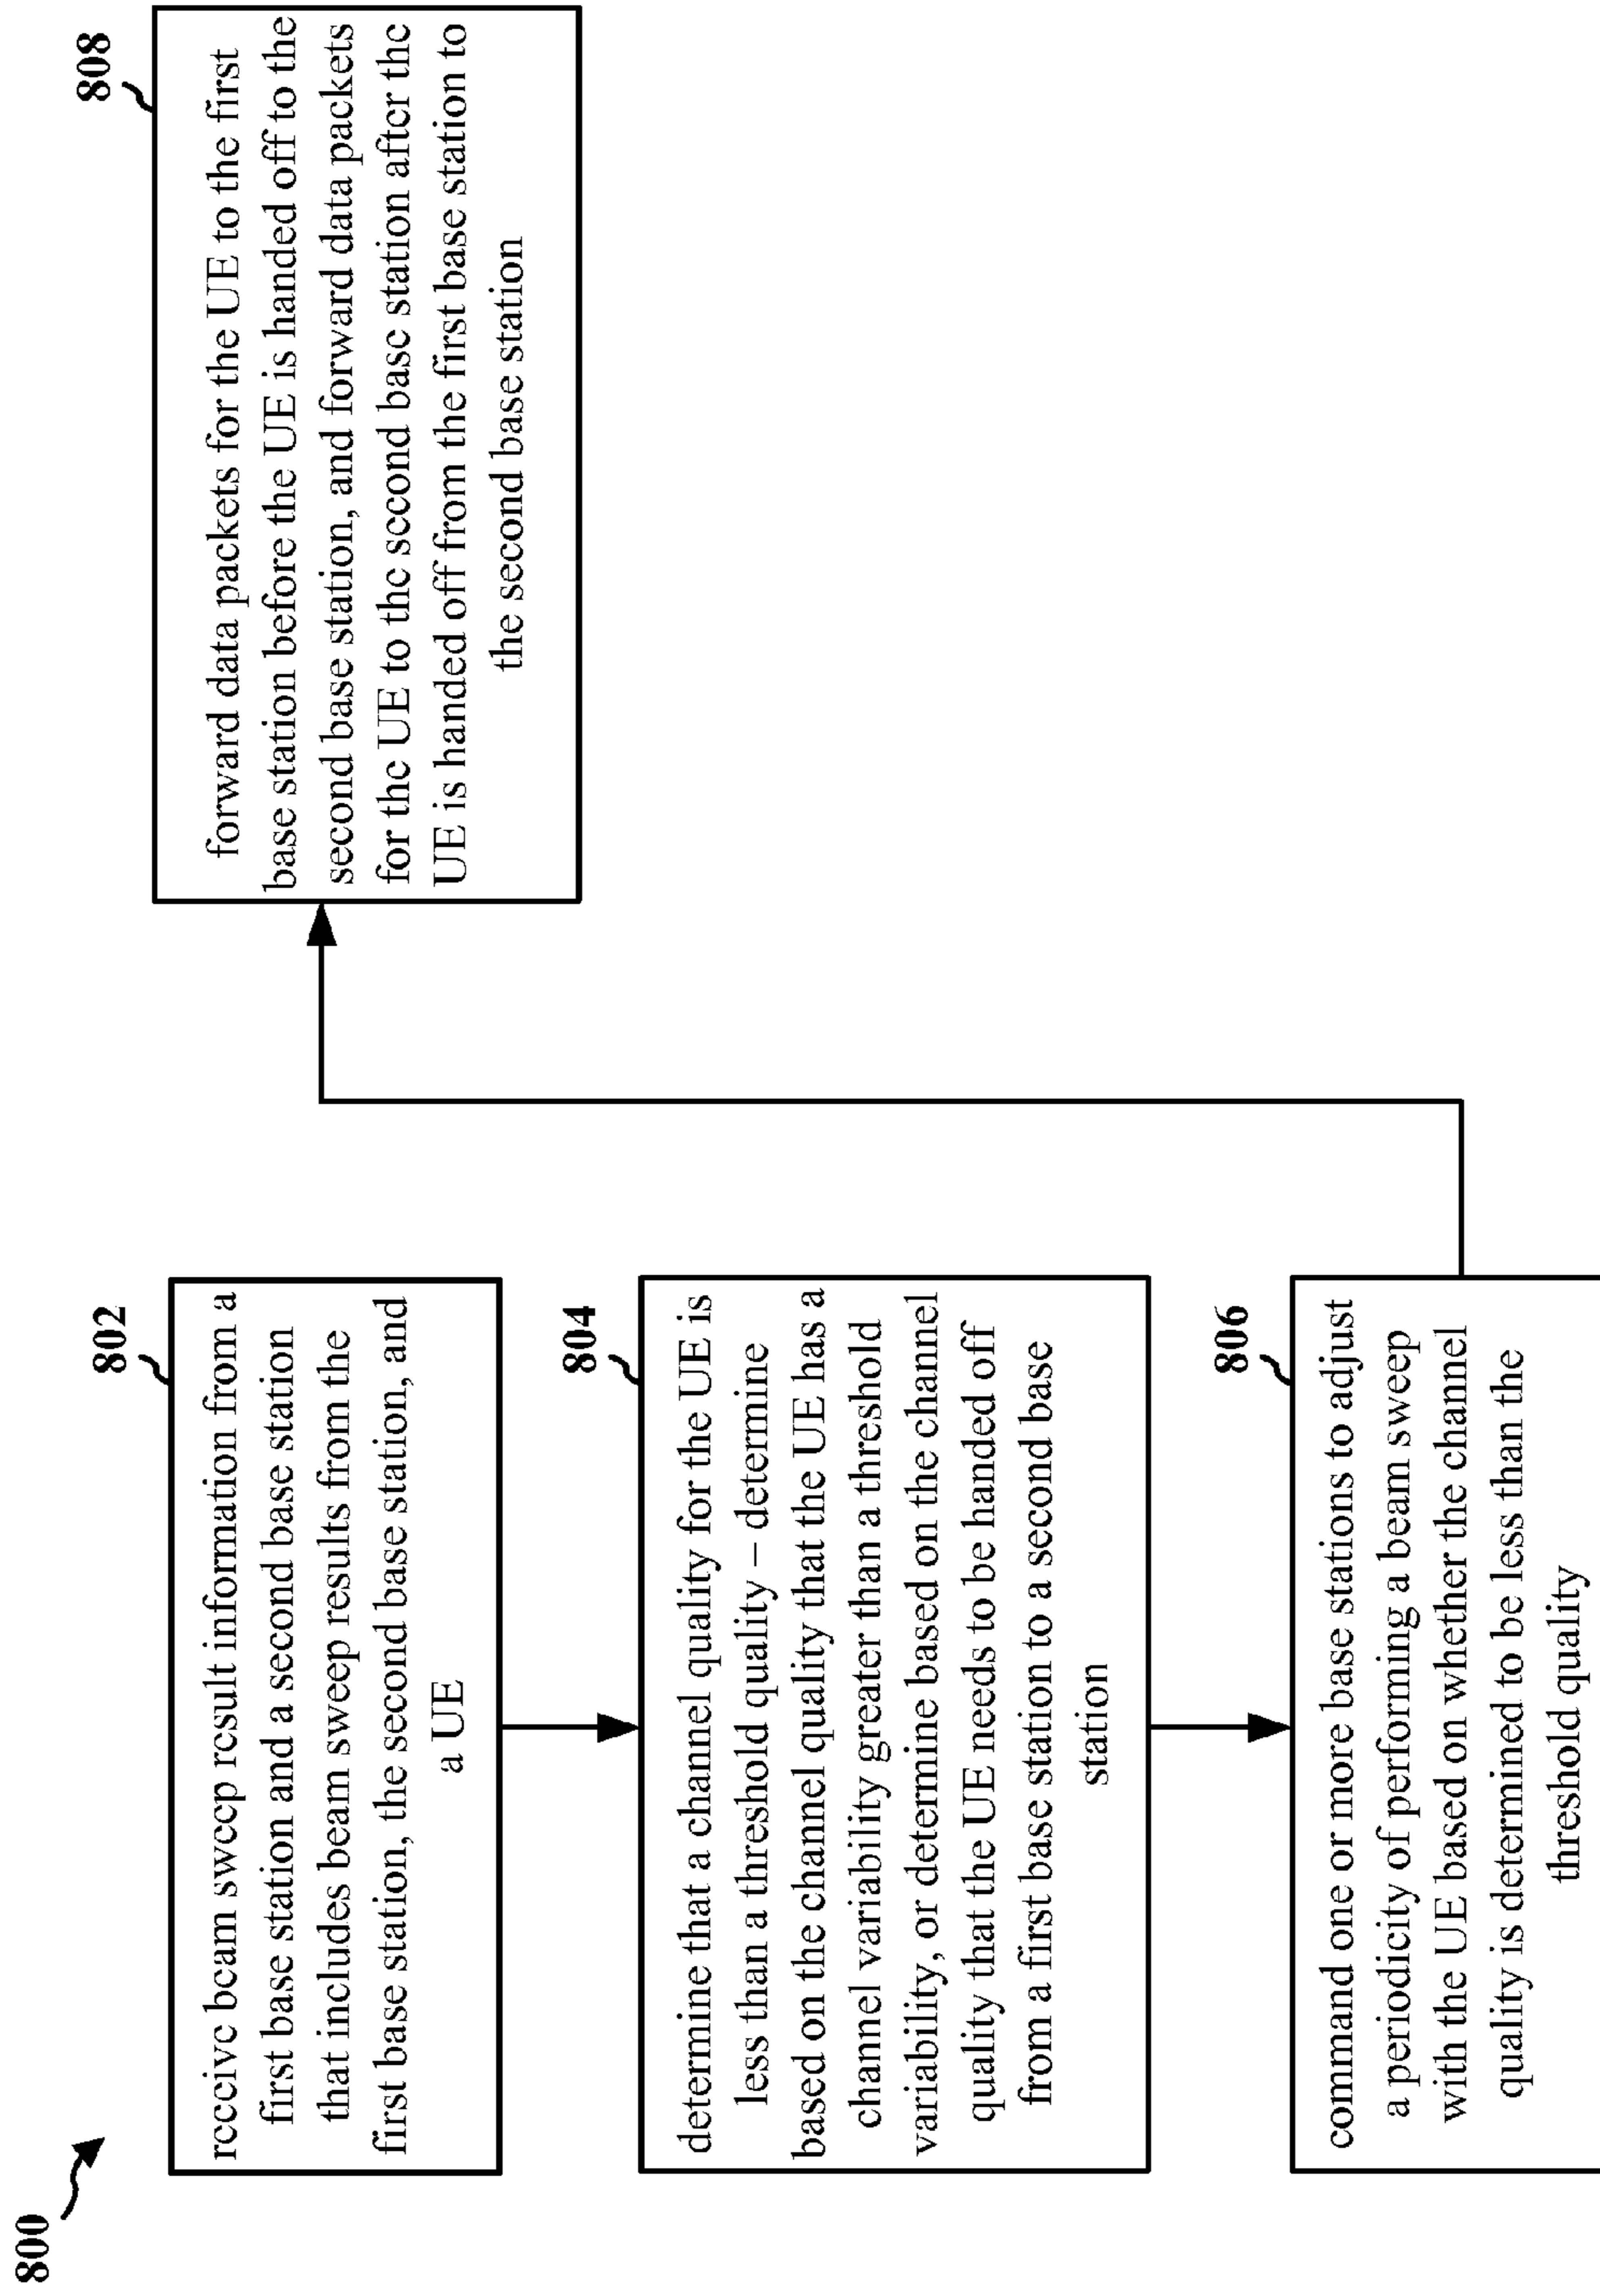 800
802
receive beam sweep result information from a
first base station and a second base station
that includes beam sweep results from the
first base station, the second base station, and
a UE
804
determine that a channel quality for the UE is
less than a threshold quality – determine
based on the channel quality that the UE has a
channel variability greater than a threshold
variability, or determine based on the channel
quality that the UE needs to be handed off
from a first base station to a second base
station
806
command one or more base stations to adjust
a periodicity of performing a beam sweep
with the UE based on whether the channel
quality is determined to be less than the
threshold quality
808
forward data packets for the UE to the first
base station before the UE is handed off to the
second base station, and forward data packets
for the UE to the second base station after the
UE is handed off from the first base station to
the second base station